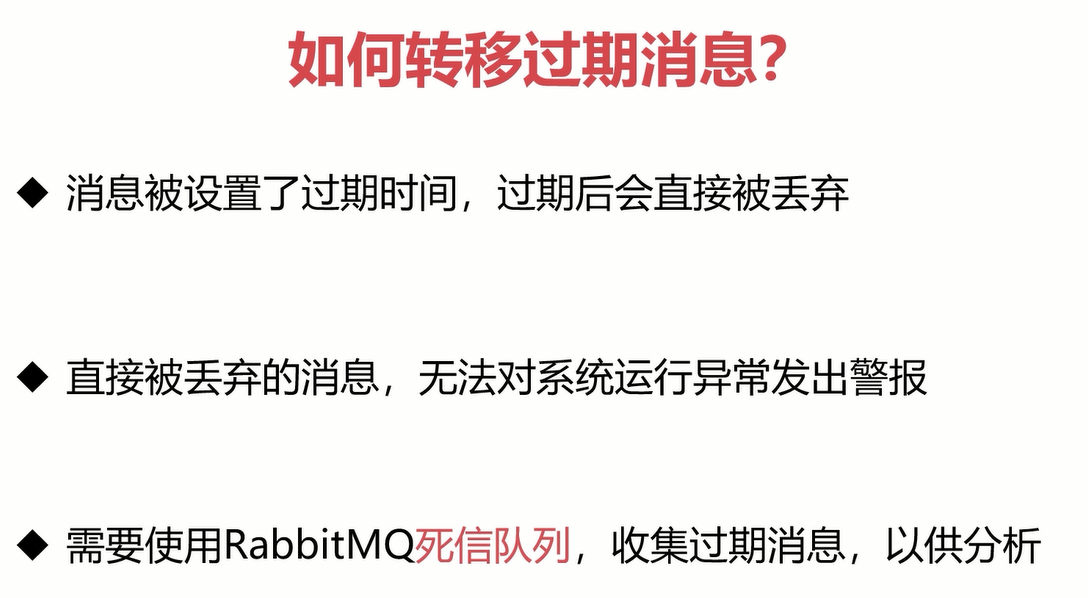 如何转移过期消息?
◆ 消息被设置了过期时间，过期后会直接被丢弃
◆ 直接被丢弃的消息，无法对系统运行异常发出警报
◆ 需要使用RabbitMQ死信队列，收集过期消息，以供分析